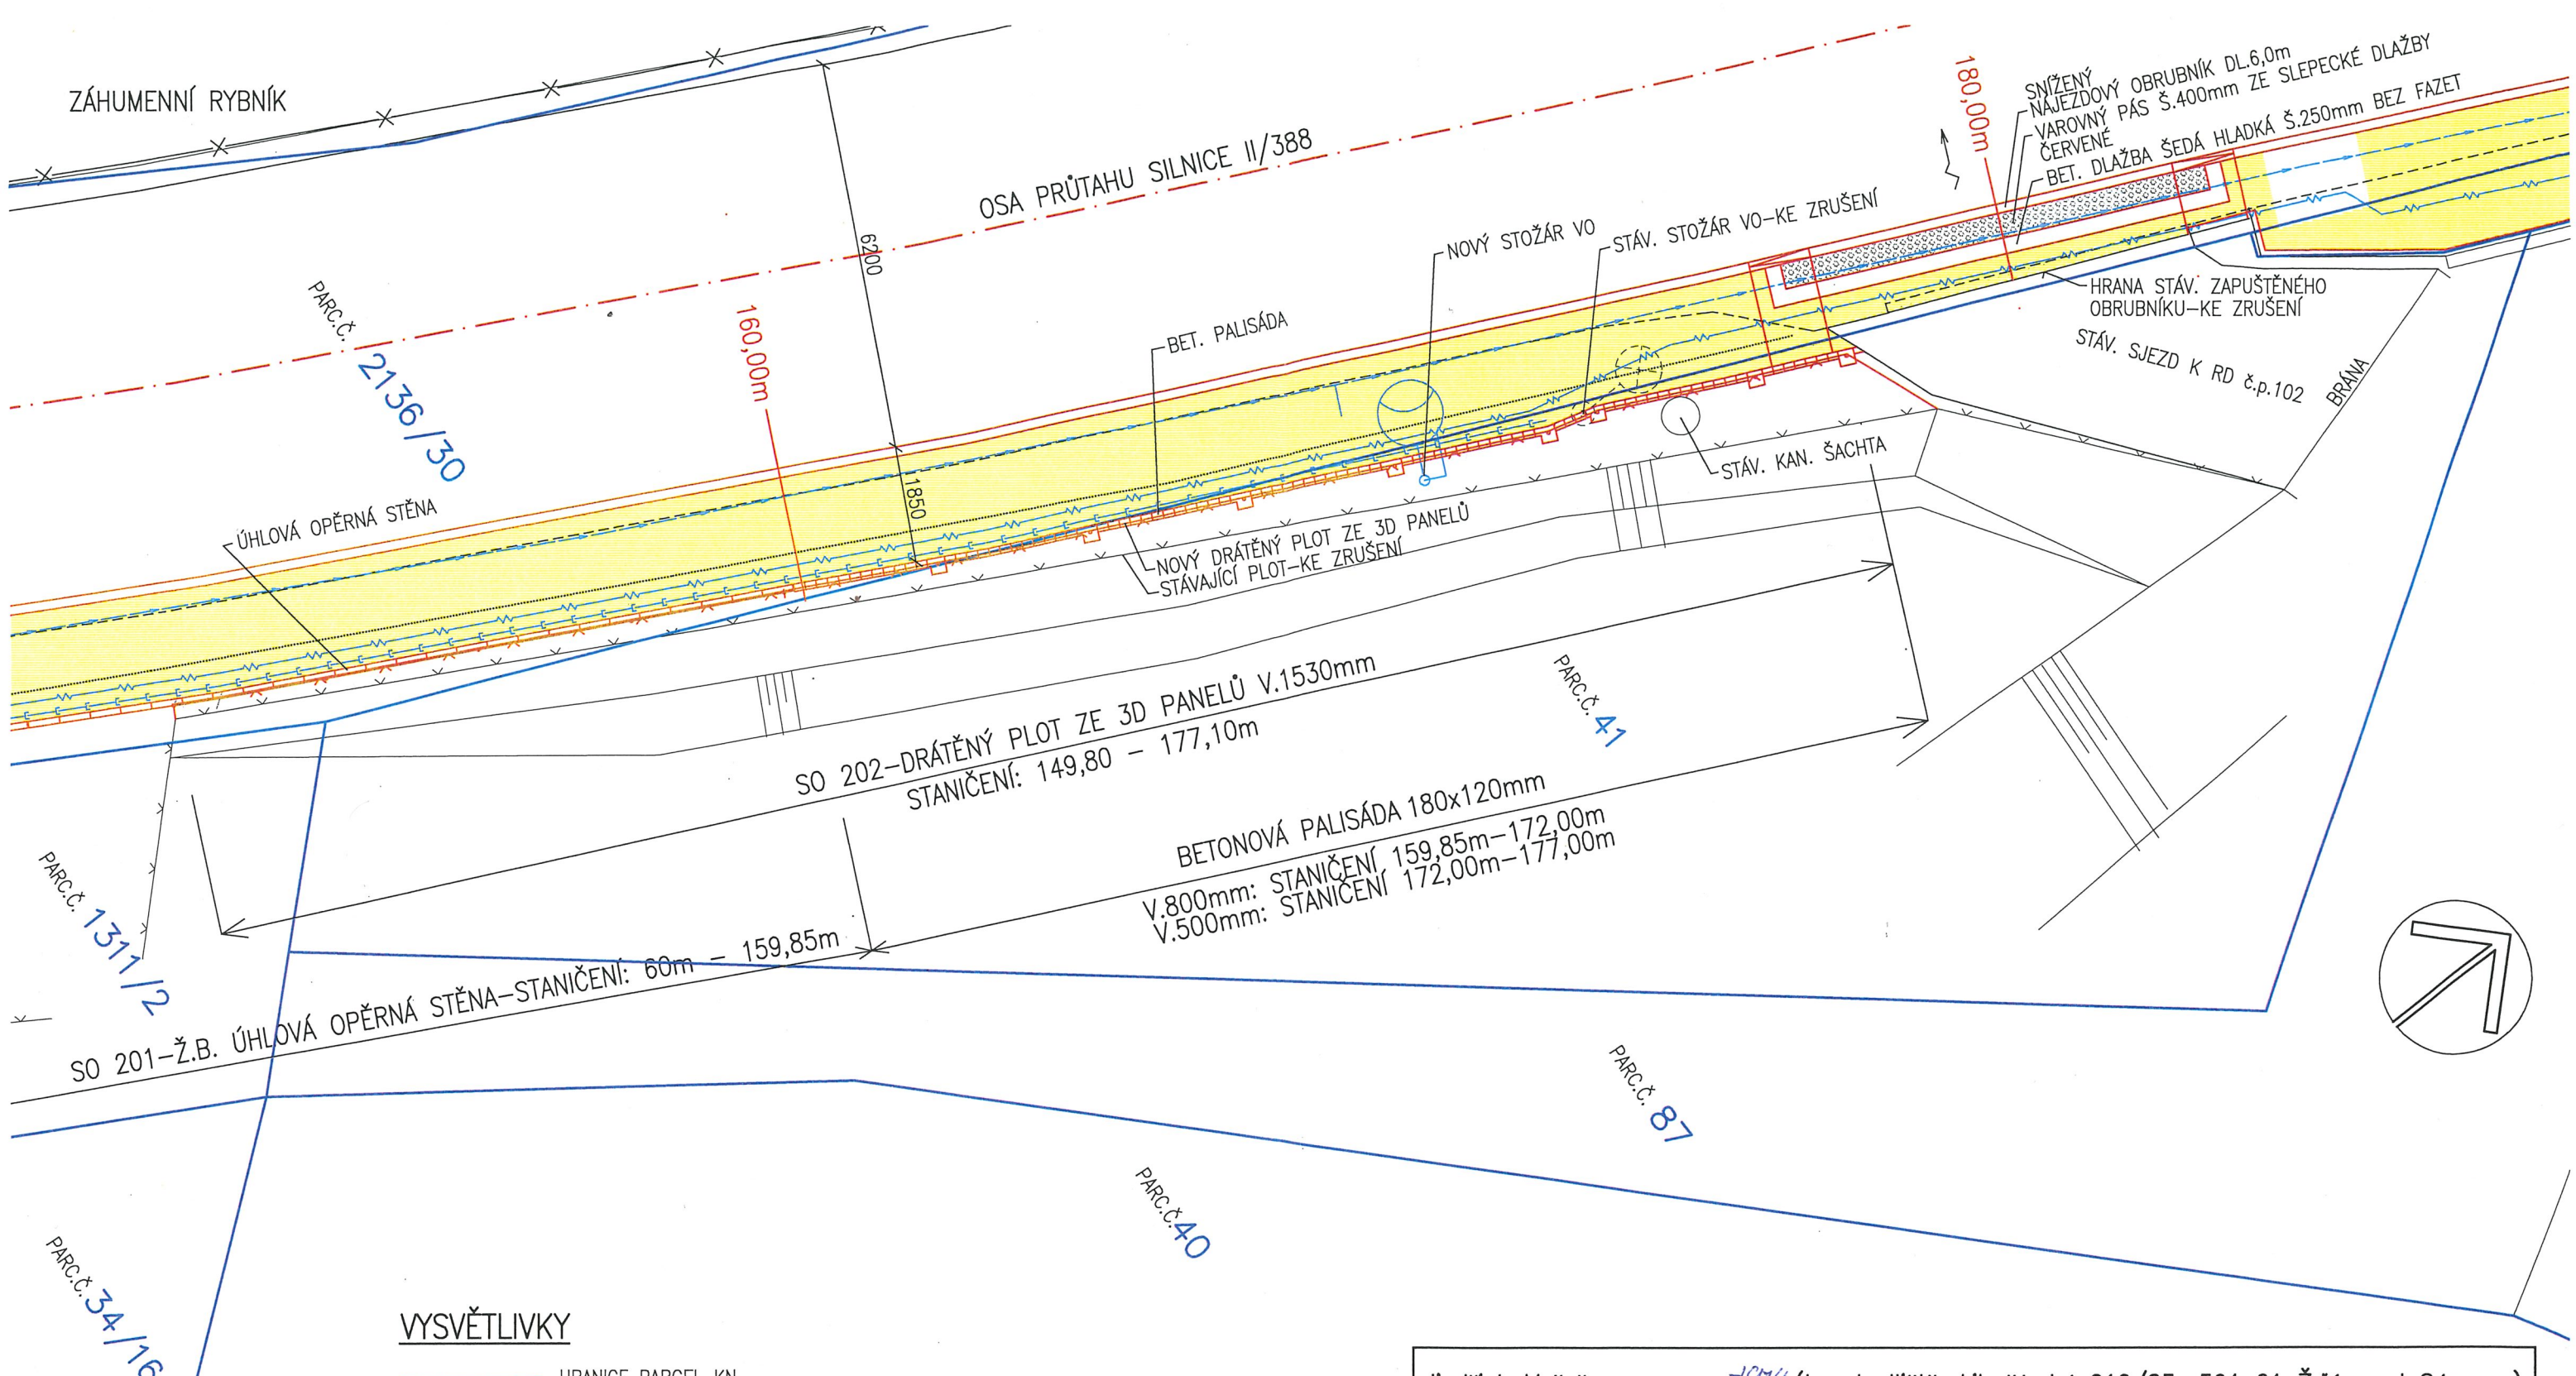 ZÁHUMENNÍ RYBNÍK
OSA PRŮTAHU SILNICE II/388
6200
1850
160,00m
180,00m
SNÍŽENÝ
NÁJEZDOVÝ OBRUBNÍK DL.6,0m
VAROVNÝ PÁS Š.400mm ZE SLEPECKÉ DLAŽBY
ČERVENÉ
BET. DLAŽBA ŠEDÁ HLADKÁ Š.250mm BEZ FAZET
NOVÝ STOŽÁR VO
STÁV. STOŽÁR VO-KE ZRUŠENÍ
BET. PALISÁDA
HRANA STÁV. ZAPUŠTĚNÉHO
OBRUBNÍKU-KE ZRUŠENÍ
STÁV. SJEZD K RD č.p.102
BRÁNA
PARC.Č. 2136/30
ÚHLOVÁ OPĚRNÁ STĚNA
STÁV. KAN. ŠACHTA
NOVÝ DRÁTĚNÝ PLOT ZE 3D PANELŮ
STÁVAJÍCÍ PLOT-KE ZRUŠENÍ
SO 202-DRÁTĚNÝ PLOT ZE 3D PANELŮ V.1530mm
STANIČENÍ: 149,80 - 177,10m
PARC.Č. 41
BETONOVÁ PALISÁDA 180x120mm
V.800mm: STANIČENÍ 159,85m-172,00m
V.500mm: STANIČENÍ 172,00m-177,00m
PARC.Č. 1311/2
SO 201-Ž.B. ÚHLOVÁ OPĚRNÁ STĚNA-STANIČENÍ: 60m - 159,85m
PARC.Č. 87
PARC.Č. 40
PARC.Č. 34/16
VYSVĚTLIVKY
HRANICE PARCEL KN